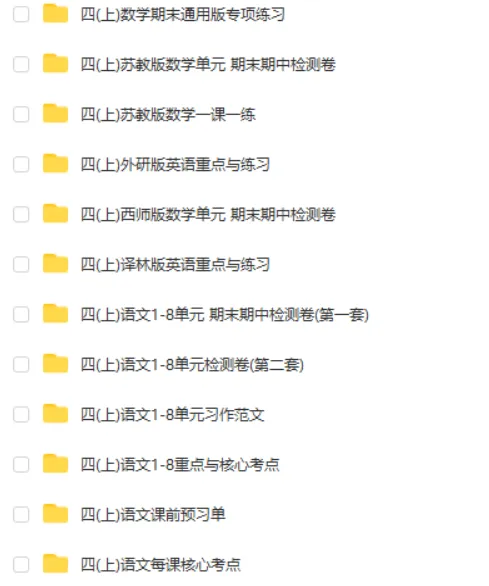 四(上)数学期末通用版专项练习
四(上)苏教版数学单元 期末期中检测卷
四(上)苏教版数学一课一练
四(上)外研版英语重点与练习
四(上)西师版数学单元 期末期中检测卷
四(上)译林版英语重点与练习
四(上)语文1-8单元 期末期中检测卷(第一套)
四(上)语文1-8单元检测卷(第二套)
四(上)语文1-8单元习作范文
四(上)语文1-8重点与核心考点
四(上)语文课前预习单
四(上)语文每课核心考点